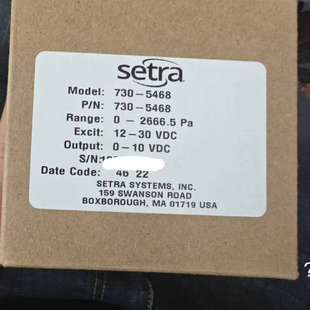 setra
Model: 730-5468
P/N: 730-5468
Range: 0 - 2666.5 Pa
Excit: 12-30 VDC
Output: 0-10 VDC
S/N:
Date Code: 46 22
SETRA SYSTEMS, INC.
159 SWANSON ROAD
BOXBOROUGH, MA 01719 USA